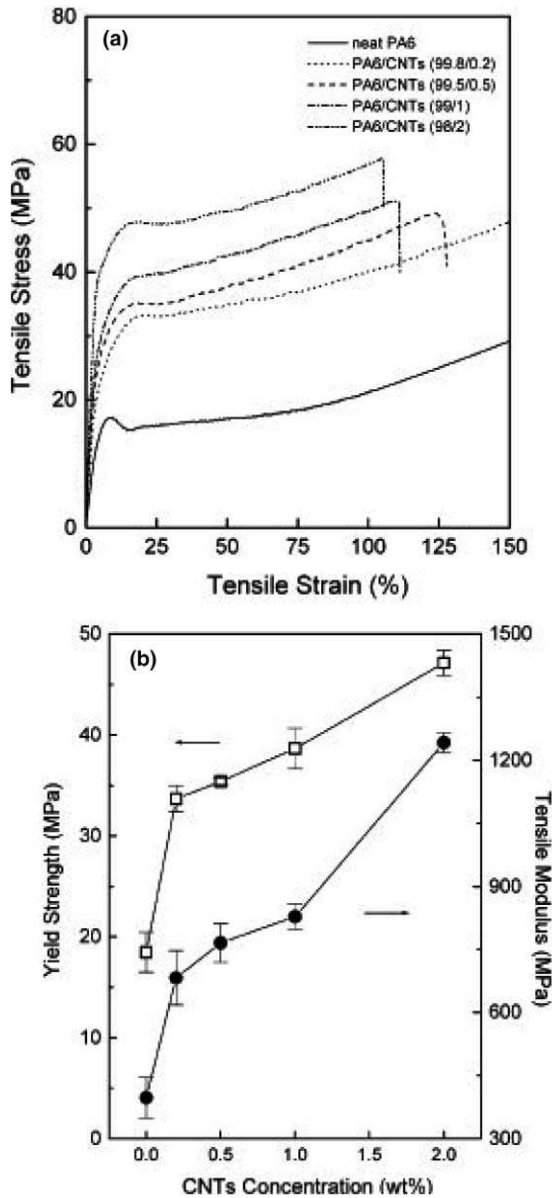 (a)
neat PA6
PA6/CNTs (99.8/0.2)
PA6/CNTs (99.5/0.5)
PA6/CNTs (99/1)
PA6/CNTs (98/2)
80
60
40
20
0
Tensile Stress (MPa)
0 25 50 75 100 125 150
Tensile Strain (%)
(b)
50
40
30
20
10
0
Yield Strength (MPa)
1500
1200
900
600
300
Tensile Modulus (MPa)
0.0 0.5 1.0 1.5 2.0
CNTs Concentration (wt%)